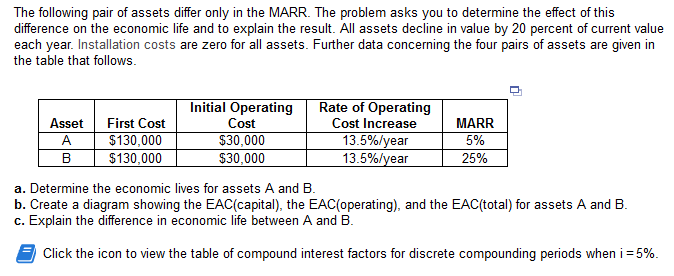 The following pair of assets differ only in the MARR. The problem asks you to determine the effect of this
difference on the economic life and to explain the result. All assets decline in value by 20 percent of current value
each year. Installation costs are zero for all assets. Further data concerning the four pairs of assets are given in
the table that follows.
Asset First Cost Initial Operating Cost Rate of Operating Cost Increase MARR
A $130,000 $30,000 13.5%/year 5%
B $130,000 $30,000 13.5%/year 25%
a. Determine the economic lives for assets A and B.
b. Create a diagram showing the EAC(capital), the EAC(operating), and the EAC(total) for assets A and B.
c. Explain the difference in economic life between A and B.
Click the icon to view the table of compound interest factors for discrete compounding periods when i=5%.